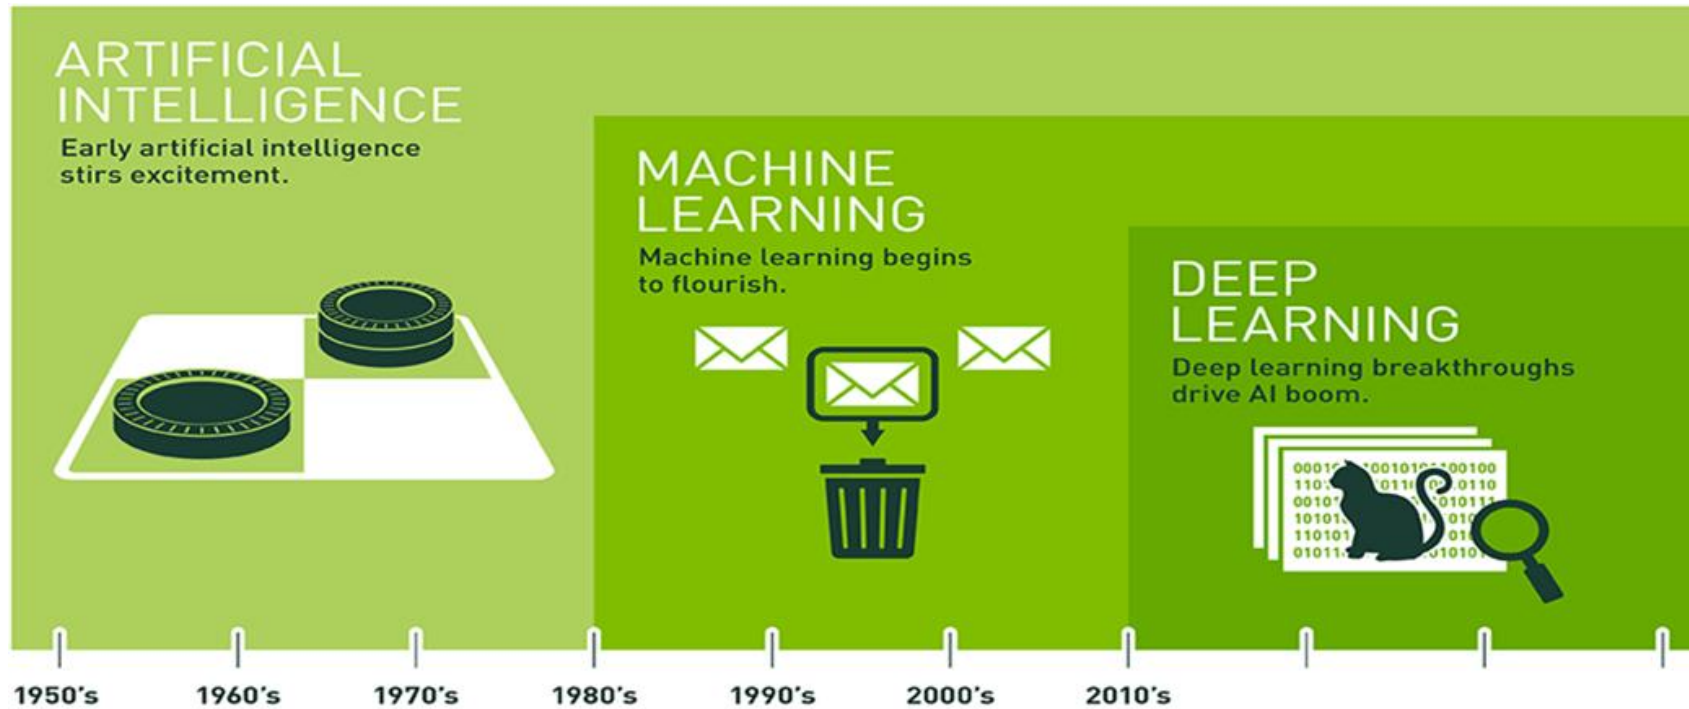 ARTIFICIAL
INTELLIGENCE
Early artificial intelligence
stirs excitement.
MACHINE
LEARNING
Machine learning begins
to flourish.
DEEP
LEARNING
Deep learning breakthroughs
drive AI boom.
1950's
1960's
1970's
1980's
1990's
2000's
2010's